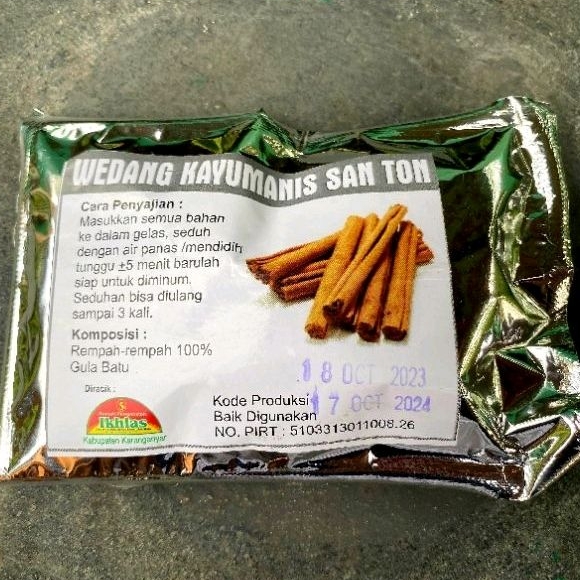 WEDANG KAYUMANIS SAN TON
Cara Penyajian :
Masukkan semua bahan
ke dalam gelas, seduh
dengan air panas /mendidih
tunggu ±5 menit barulah
siap untuk diminum.
Seduhan bisa diulang
sampai 3 kali.
Komposisi :
Rempah-rempah 100%
Gula Batu
Diracik :
Ikhlas
Kabupaten Karanganyar
18 OCT 2023
Kode Produksi
17 OCT 2024
Baik Digunakan
NO. PIRT : 5103313011008.26